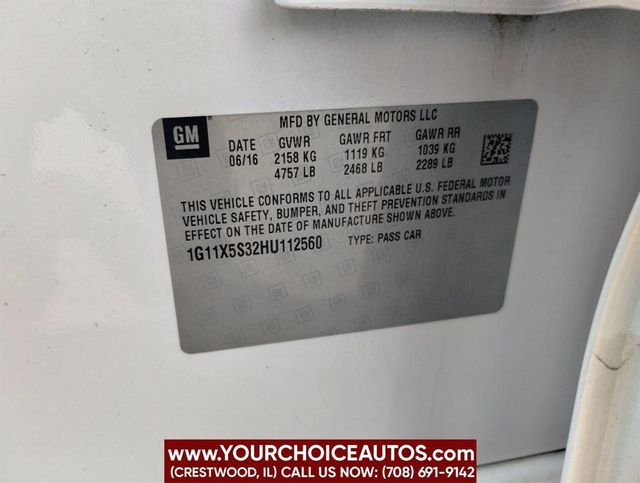 GM
MFD BY GENERAL MOTORS LLC
DATE GVWR GAWR FRT GAWR RR
06/16 2158 KG 1119 KG 1039 KG
4757 LB 2468 LB 2289 LB
THIS VEHICLE CONFORMS TO ALL APPLICABLE U.S. FEDERAL MOTOR
VEHICLE SAFETY, BUMPER, AND THEFT PREVENTION STANDARDS IN
EFFECT ON THE DATE OF MANUFACTURE SHOWN ABOVE.
1G11X5S32HU112560 TYPE: PASS CAR
WWW.YOURCHOICEAUTOS.COM
(CRESTWOOD, IL) CALL US NOW: (708) 691-9142